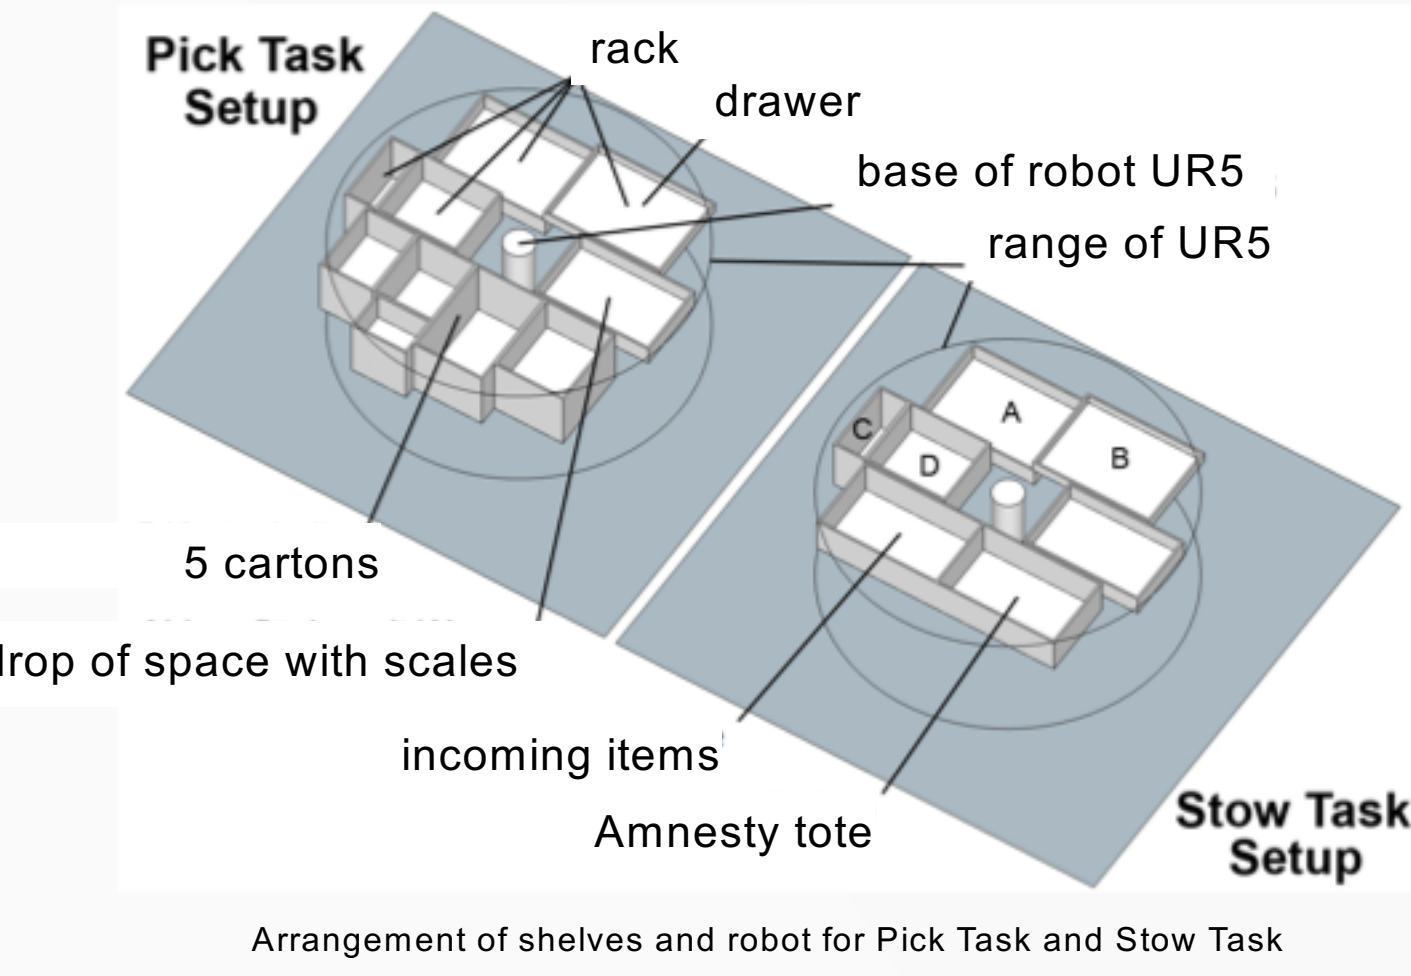 Pick Task
Setup
rack
drawer
base of robot UR5
range of UR5
A
B
C
D
5 cartons
drop of space with scales
incoming items
Amnesty tote
Stow Task
Setup
Arrangement of shelves and robot for Pick Task and Stow Task